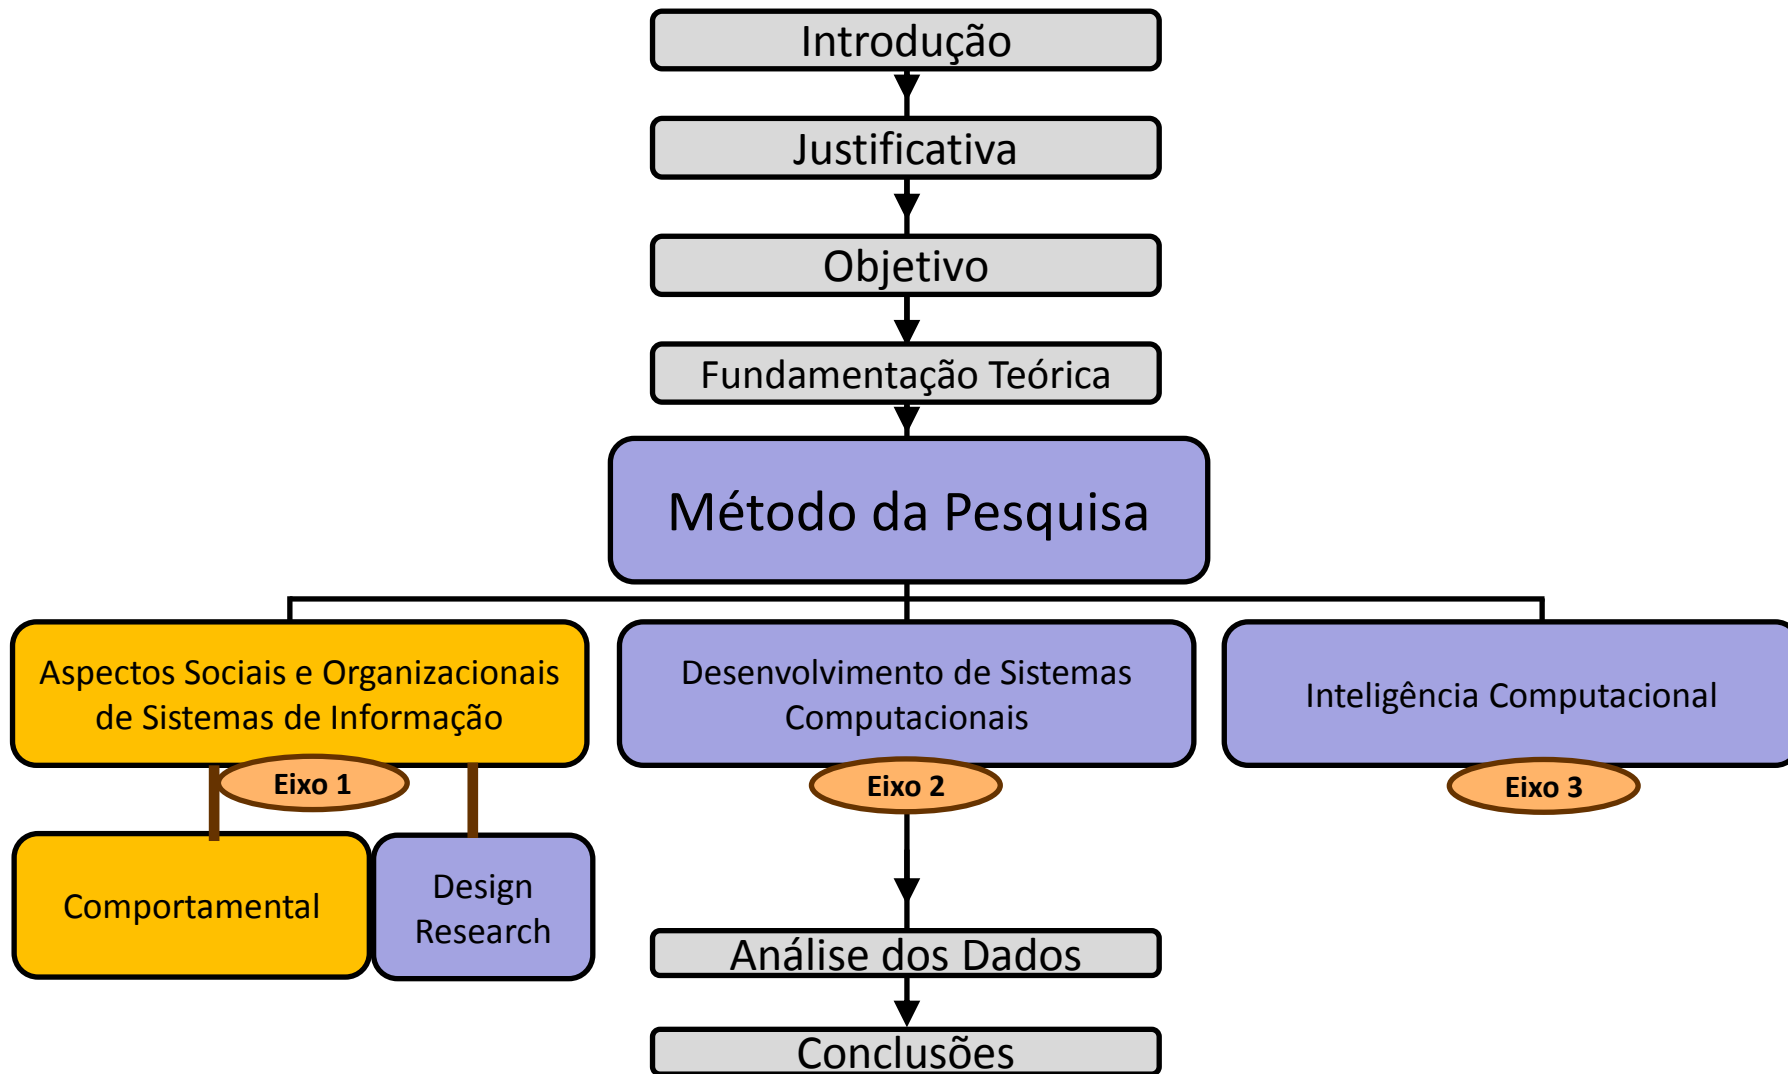 Introdução
Justificativa
Objetivo
Fundamentação Teórica
Método da Pesquisa
Aspectos Sociais e Organizacionais
de Sistemas de Informação
Desenvolvimento de Sistemas
Computacionais
Inteligência Computacional
Eixo 1
Eixo 2
Eixo 3
Comportamental
Design
Research
Análise dos Dados
Conclusões